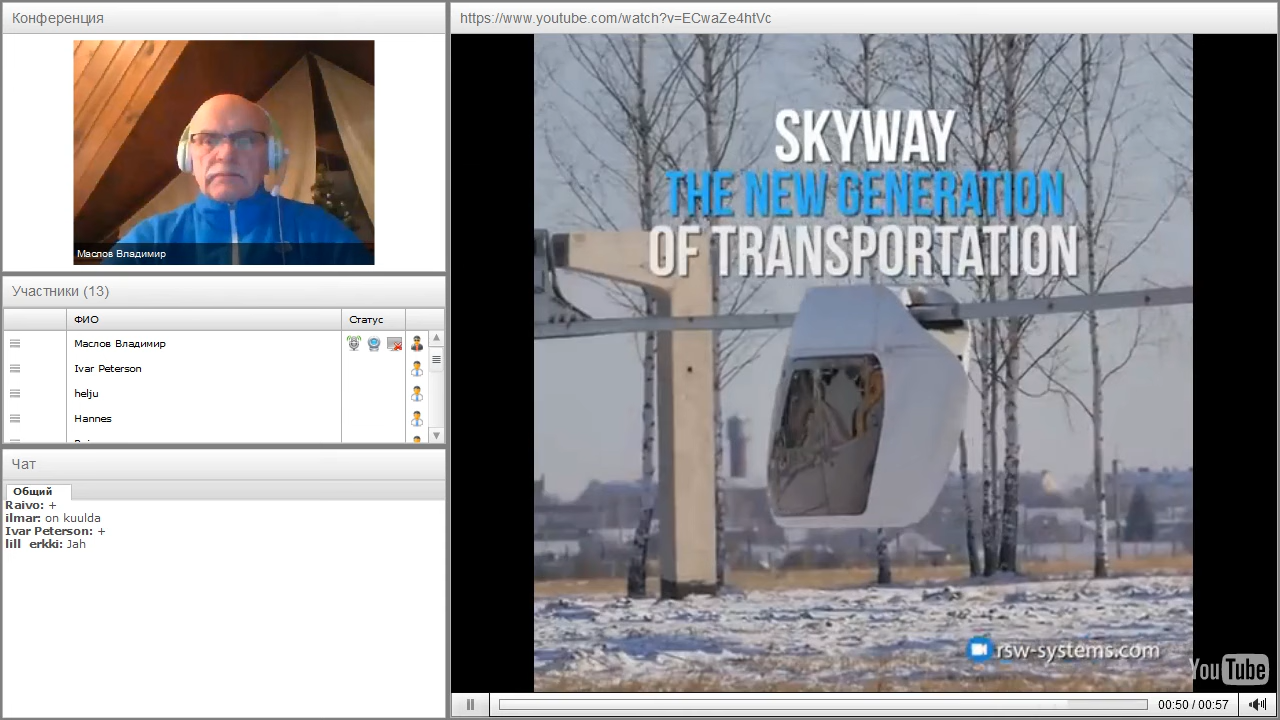 Конференция
Маслов Владимир
Участники (13)
ФИО
Статус
Маслов Владимир
Ivar Peterson
helju
Hannes
Чат
Общий
Raivo: +
ilmar: on kuulda
Ivar Peterson: +
lill erkki: Jah
https://www.youtube.com/watch?v=ECwaZe4htVc
SKYWAY
THE NEW GENERATION
OF TRANSPORTATION
rsw-systems.com
YouTube
00:50 / 00:57